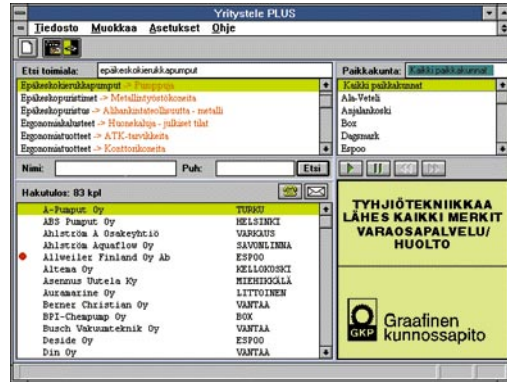 Yritystele PLUS
Tiedosto Muokkaa Asetukset Ohje
Etsi toimiala: epäkeskokierukkapumput
Paikkakunta: Kaikki paikkakunnat
Epäkeskokierukkapumput -> Pumppuja
Epäkeskopuristimet -> Metallintyöstökoneita
Epäkeskopuristus -> Alihankintateollisuutta - metalli
Ergonomiakalusteet -> Huonekaluja - julkiset tilat
Ergonomiatuotteet -> ATK-tarvikkeita
Ergonomiatuotteet -> Konttorikoneita
Kaikki paikkakunnat
Ala-Veteli
Anjalankoski
Box
Dagsmark
Espoo
Nimi: Puh: Etsi
Hakutulos: 83 kpl
A-Pumput Oy TURKU
ABS Pumput Oy HELSINKI
Ahlström A Osakeyhtiö VARKAUS
Ahlström Aquaflow Oy SAVONLINNA
Allweiler Finland Oy Ab ESPOO
Altema Oy KELLOKOSKI
Asennus Uutela Ky MIEHIKKÄLÄ
Auramarine Oy LITTOINEN
Berner Christian Oy VANTAA
BPI-Chempump Oy BOX
Busch Vakuumteknik Oy VANTAA
Deside Oy ESPOO
Din Oy VANTAA
TYHJIÖTEKNIIKKAA
LÄHES KAIKKI MERKIT
VARAOSAPALVELU/
HUOLTO
GKP
Graafinen
kunnossapito